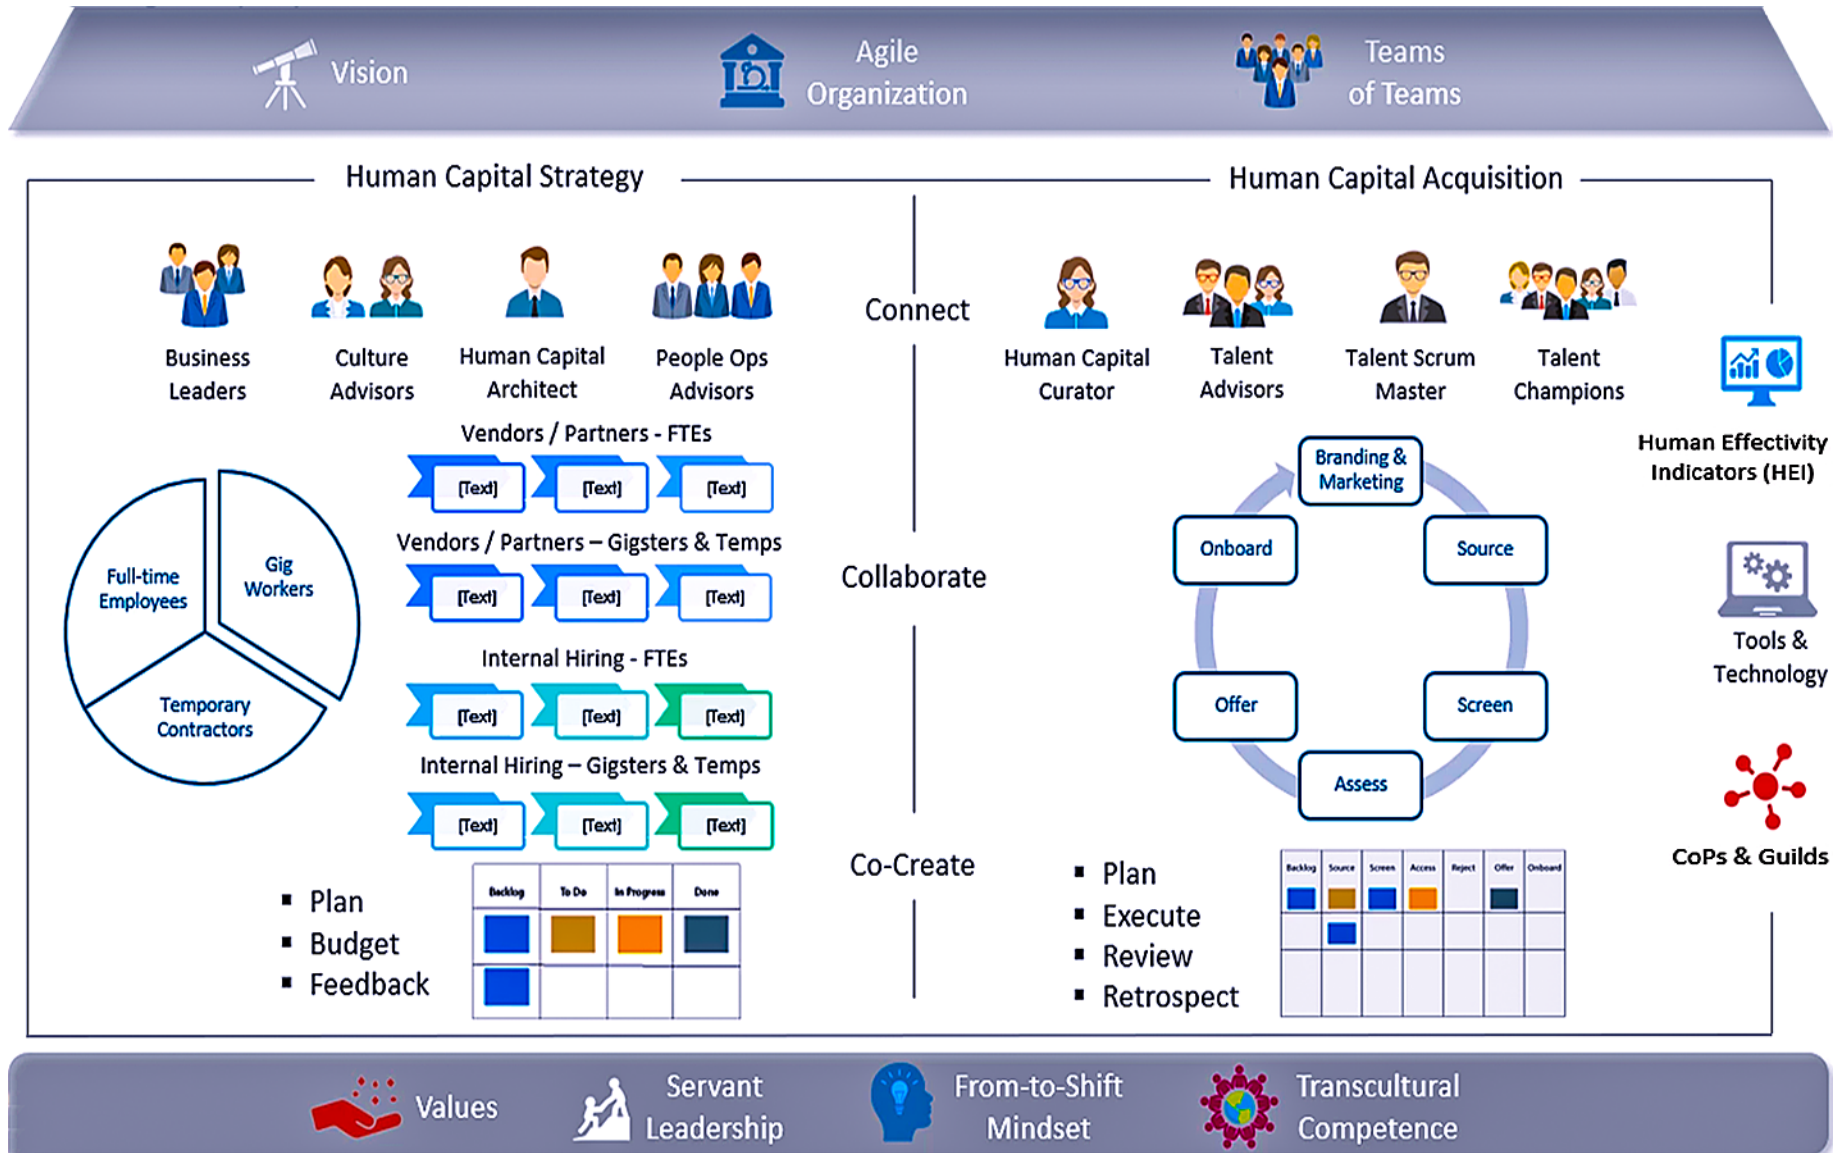 Vision
Agile
Organization
Teams
of Teams
Human Capital Strategy
Human Capital Acquisition
Business
Leaders
Culture
Advisors
Human Capital
Architect
People Ops
Advisors
Connect
Human Capital
Curator
Talent
Advisors
Talent Scrum
Master
Talent
Champions
Vendors / Partners - FTEs
[Text]
[Text]
[Text]
Vendors / Partners – Gigsters & Temps
[Text]
[Text]
[Text]
Internal Hiring - FTEs
[Text]
[Text]
[Text]
Internal Hiring – Gigsters & Temps
[Text]
[Text]
[Text]
Full-time
Employees
Gig
Workers
Temporary
Contractors
Collaborate
Co-Create
Branding &
Marketing
Source
Screen
Assess
Offer
Onboard
Human Effectivity
Indicators (HEI)
Tools &
Technology
CoPs & Guilds
▪ Plan
▪ Budget
▪ Feedback
Backlog
To Do
In Progress
Done
▪ Plan
▪ Execute
▪ Review
▪ Retrospect
Backlog
Source
Screen
Access
Reject
Offer
Onboard
Values
Servant
Leadership
From-to-Shift
Mindset
Transcultural
Competence